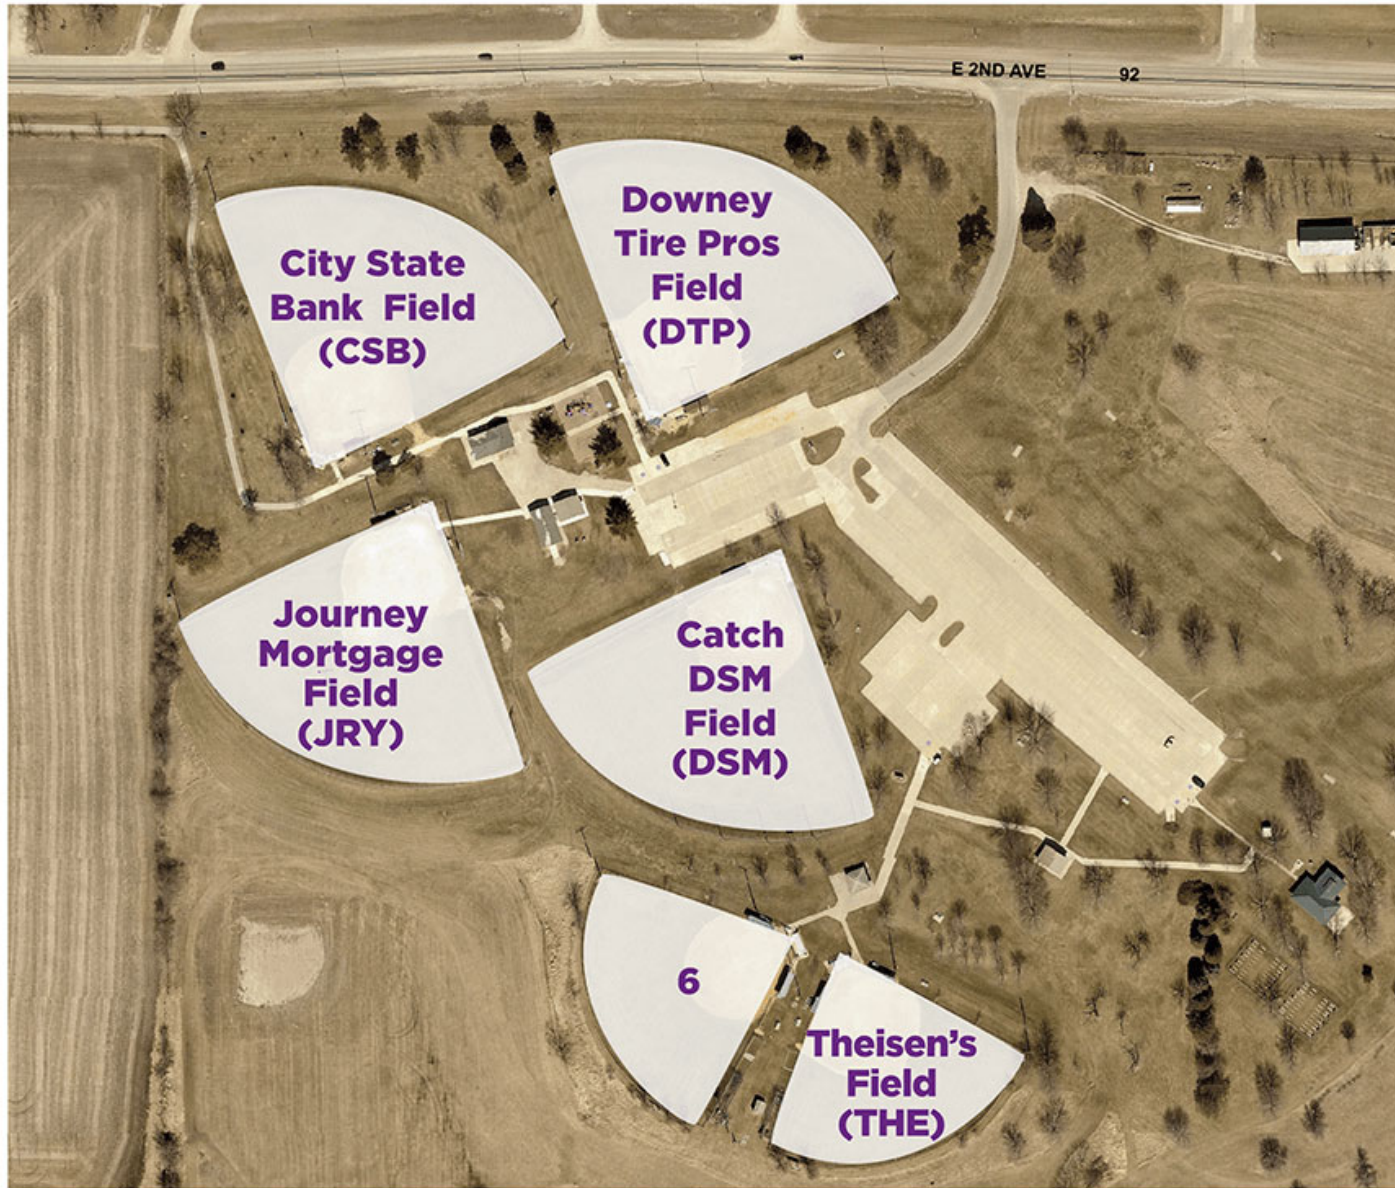 E 2ND AVE 92
City State
Bank Field
(CSB)
Downey
Tire Pros
Field
(DTP)
Journey
Mortgage
Field
(JRY)
Catch
DSM
Field
(DSM)
6
Theisen's
Field
(THE)